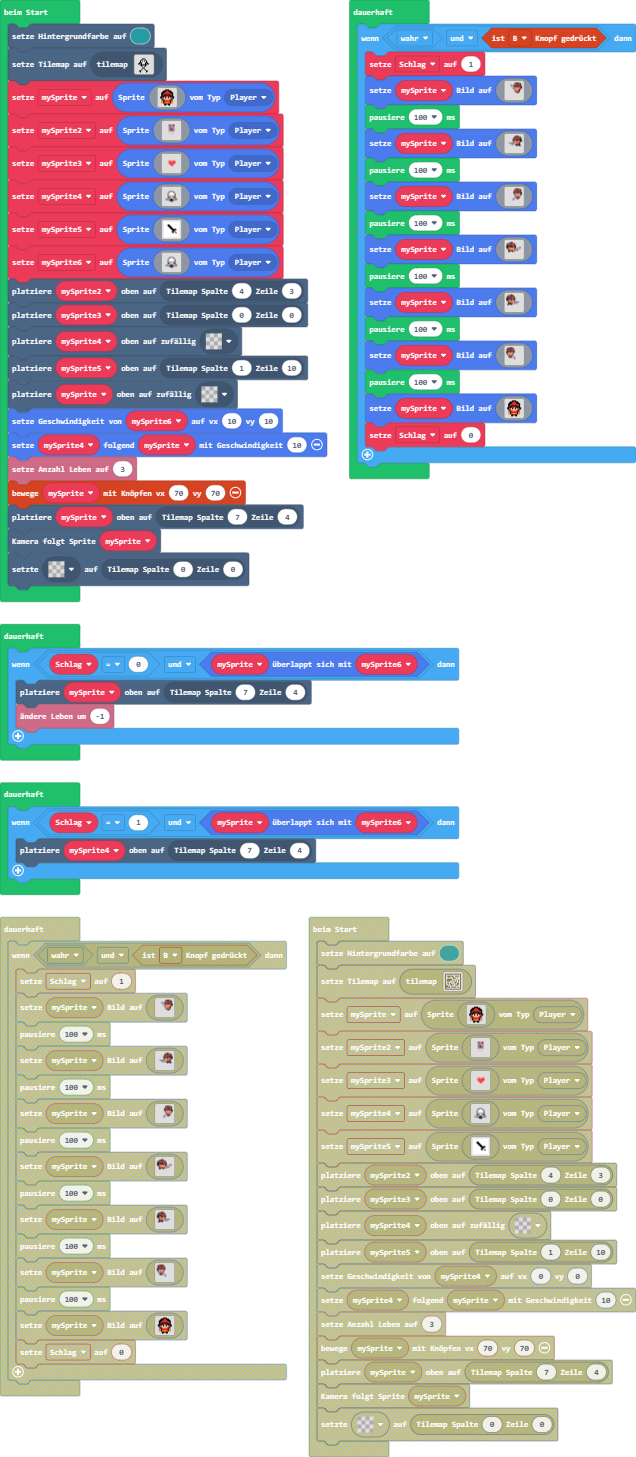 beim Start
setze Hintergrundfarbe auf
setze Tilemap auf tilemap
setze mySprite auf Sprite vom Typ Player
setze mySprite2 auf Sprite vom Typ Player
setze mySprite3 auf Sprite vom Typ Player
setze mySprite4 auf Sprite vom Typ Player
setze mySprite5 auf Sprite vom Typ Player
setze mySprite6 auf Sprite vom Typ Player
platziere mySprite2 oben auf Tilemap Spalte 4 Zeile 3
platziere mySprite3 oben auf Tilemap Spalte 0 Zeile 0
platziere mySprite4 oben auf zufällig
platziere mySprite5 oben auf Tilemap Spalte 1 Zeile 10
platziere mySprite oben auf zufällig
setze Geschwindigkeit von mySprite6 auf vx 10 vy 10
setze mySprite4 folgend mySprite mit Geschwindigkeit 10
setze Anzahl Leben auf 3
bewege mySprite mit Knöpfen vx 70 vy 70
platziere mySprite oben auf Tilemap Spalte 7 Zeile 4
Kamera folgt Sprite mySprite
setzte auf Tilemap Spalte 0 Zeile 0
dauerhaft
wenn wahr und ist B Knopf gedrückt dann
setze Schlag auf 1
setze mySprite Bild auf
pausiere 100 ms
setze mySprite Bild auf
pausiere 100 ms
setze mySprite Bild auf
pausiere 100 ms
setze mySprite Bild auf
pausiere 100 ms
setze mySprite Bild auf
pausiere 100 ms
setze mySprite Bild auf
pausiere 100 ms
setze mySprite Bild auf
setze Schlag auf 0
dauerhaft
wenn Schlag = 0 und mySprite überlappt sich mit mySprite6 dann
platziere mySprite oben auf Tilemap Spalte 7 Zeile 4
ändere Leben um -1
dauerhaft
wenn Schlag = 1 und mySprite überlappt sich mit mySprite6 dann
platziere mySprite4 oben auf Tilemap Spalte 7 Zeile 4
dauerhaft
wenn wahr und ist B Knopf gedrückt dann
setze Schlag auf 1
setze mySprite Bild auf
pausiere 100 ms
setze mySprite Bild auf
pausiere 100 ms
setze mySprite Bild auf
pausiere 100 ms
setze mySprite Bild auf
pausiere 100 ms
setze mySprite Bild auf
pausiere 100 ms
setze mySprite Bild auf
pausiere 100 ms
setze mySprite Bild auf
setze Schlag auf 0
beim Start
setze Hintergrundfarbe auf
setze Tilemap auf tilemap
setze mySprite auf Sprite vom Typ Player
setze mySprite2 auf Sprite vom Typ Player
setze mySprite3 auf Sprite vom Typ Player
setze mySprite4 auf Sprite vom Typ Player
setze mySprite5 auf Sprite vom Typ Player
platziere mySprite2 oben auf Tilemap Spalte 4 Zeile 3
platziere mySprite3 oben auf Tilemap Spalte 0 Zeile 0
platziere mySprite4 oben auf zufällig
platziere mySprite5 oben auf Tilemap Spalte 1 Zeile 10
setze Geschwindigkeit von mySprite4 auf vx 0 vy 0
setze mySprite4 folgend mySprite mit Geschwindigkeit 10
setze Anzahl Leben auf 3
bewege mySprite mit Knöpfen vx 70 vy 70
platziere mySprite oben auf Tilemap Spalte 7 Zeile 4
Kamera folgt Sprite mySprite
setzte auf Tilemap Spalte 0 Zeile 0